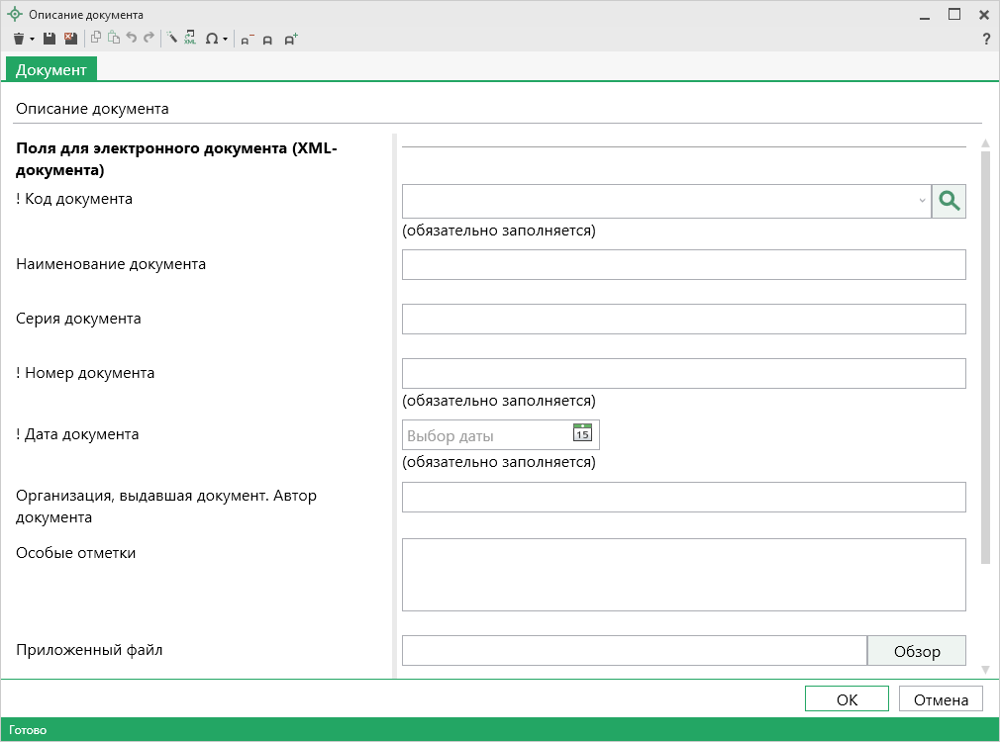 Описание документа
XML
Ω
A⁻ A A⁺
?
Документ
Описание документа
Поля для электронного документа (XML-
документа)
! Код документа
(обязательно заполняется)
Наименование документа
Серия документа
! Номер документа
(обязательно заполняется)
! Дата документа
Выбор даты
15
(обязательно заполняется)
Организация, выдавшая документ. Автор
документа
Особые отметки
Приложенный файл
Обзор
ОК
Отмена
Готово